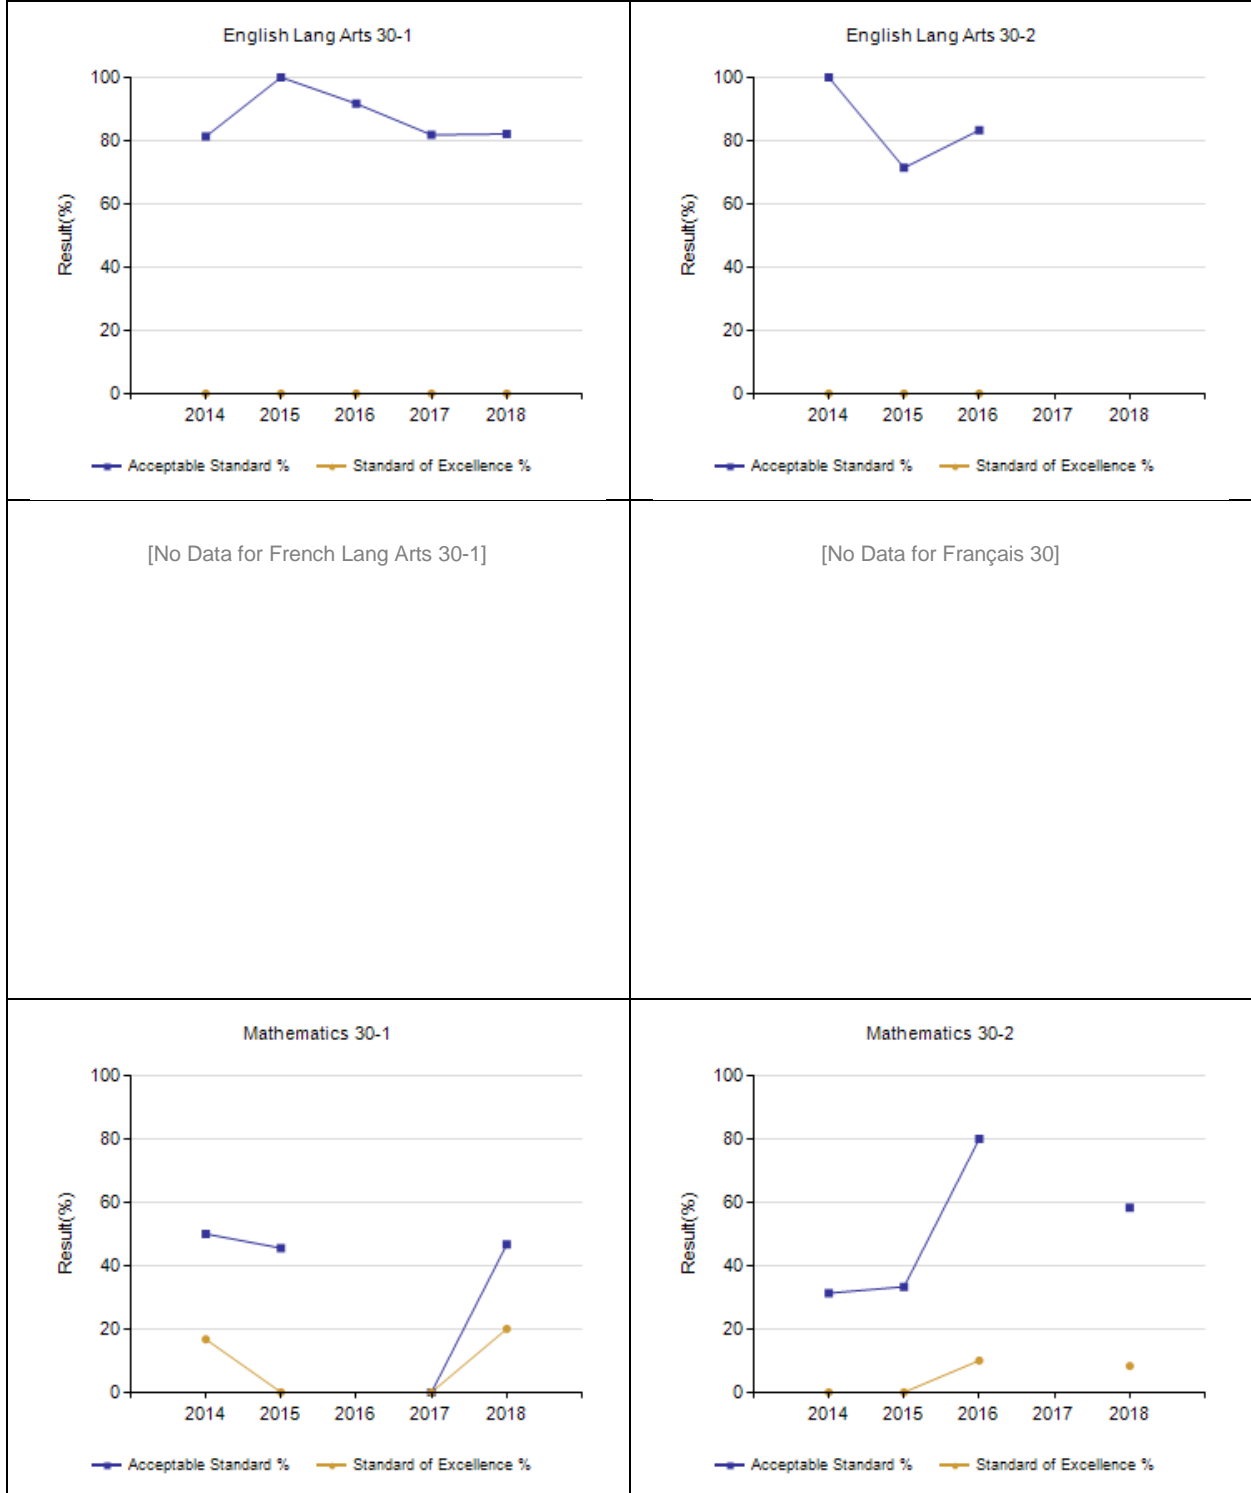 English Lang Arts 30-1
100
80
60
40
20
0
Result(%)
2014 2015 2016 2017 2018
Acceptable Standard % Standard of Excellence %
English Lang Arts 30-2
100
80
60
40
20
0
Result(%)
2014 2015 2016 2017 2018
Acceptable Standard % Standard of Excellence %
[No Data for French Lang Arts 30-1]
[No Data for Français 30]
Mathematics 30-1
100
80
60
40
20
0
Result(%)
2014 2015 2016 2017 2018
Acceptable Standard % Standard of Excellence %
Mathematics 30-2
100
80
60
40
20
0
Result(%)
2014 2015 2016 2017 2018
Acceptable Standard % Standard of Excellence %